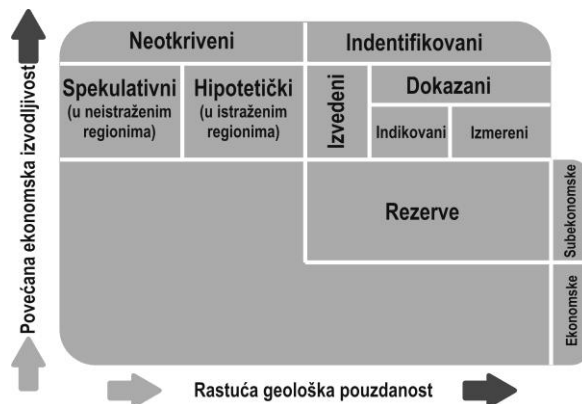 Neotkriveni
Indentifikovani
Spekulativni
(u neistraženim
regionima)
Hipotetički
(u istraženim
regionima)
Izvedeni
Dokazani
Indikovani
Izmereni
Rezerve
Subekonomske
Ekonomske
Povećana ekonomska izvodljivost
Rastuća geološka pouzdanost